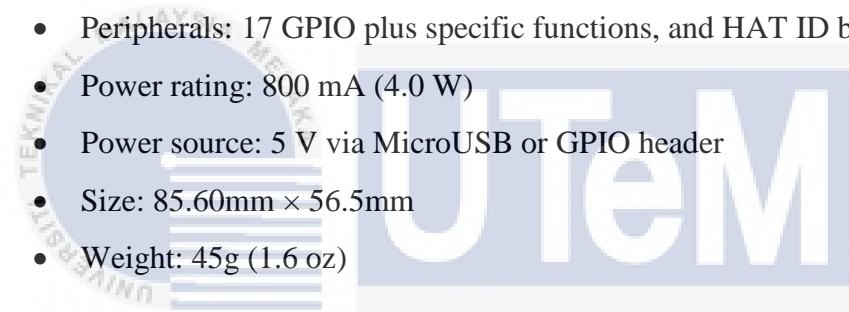 • Peripherals: 17 GPIO plus specific functions, and HAT ID b
• Power rating: 800 mA (4.0 W)
• Power source: 5 V via MicroUSB or GPIO header
• Size: 85.60mm × 56.5mm
• Weight: 45g (1.6 oz)
UTeM